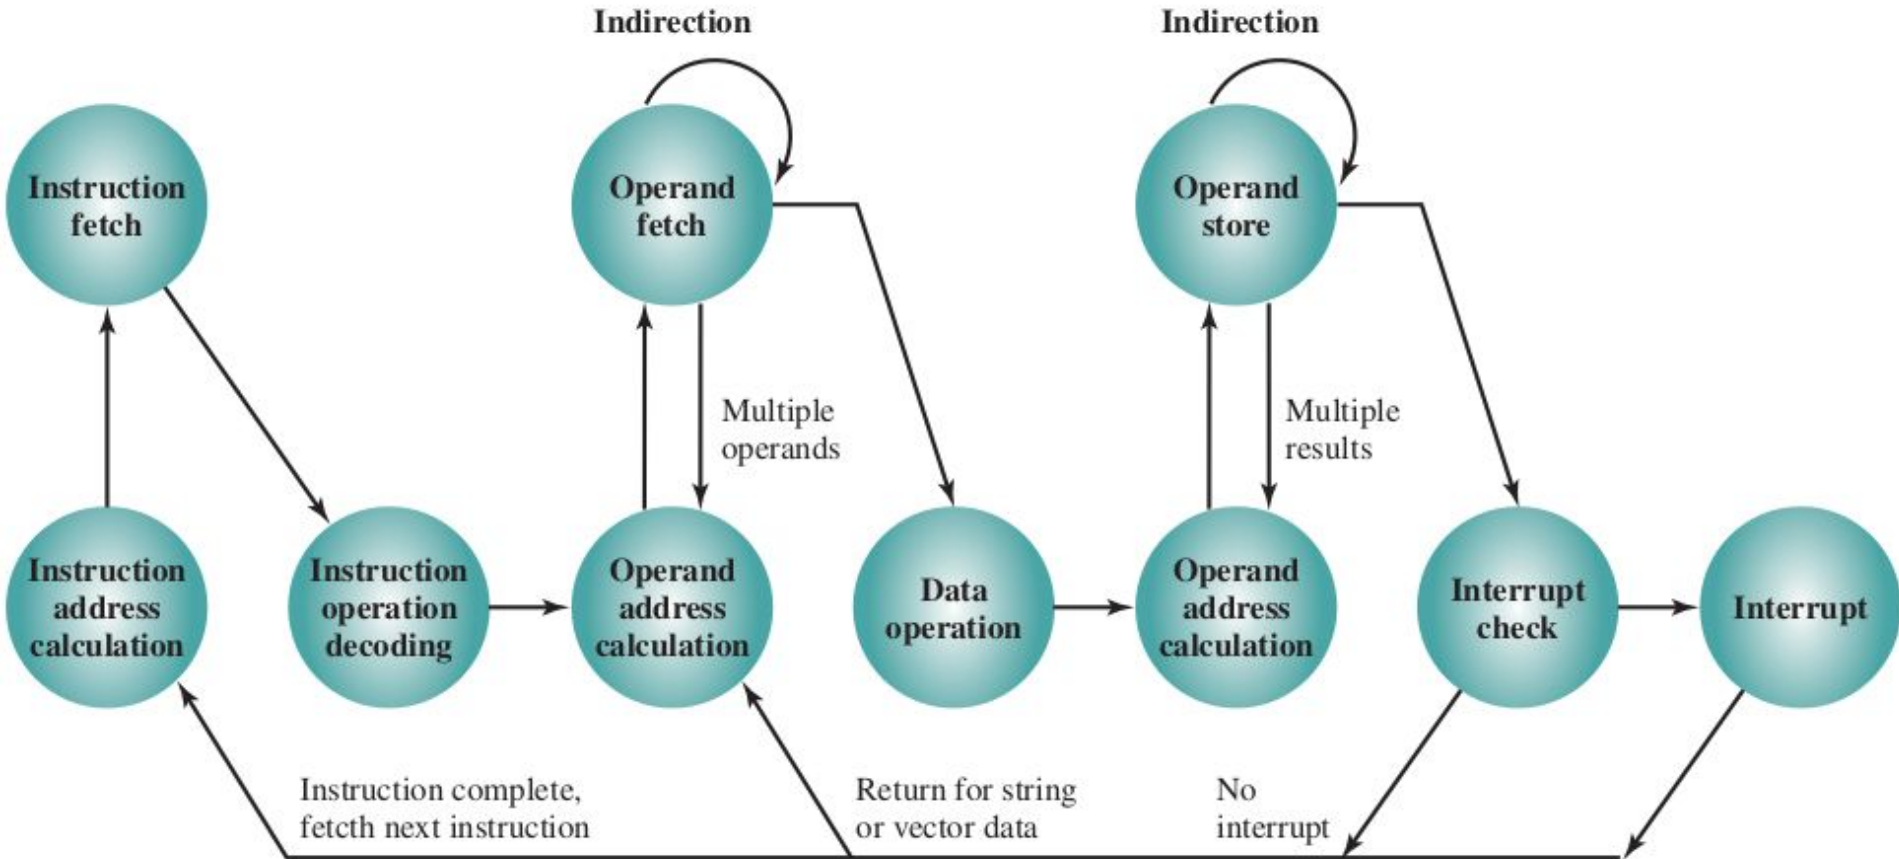 Indirection
Indirection
Instruction
fetch
Operand
fetch
Operand
store
Multiple
operands
Multiple
results
Instruction
address
calculation
Instruction
operation
decoding
Operand
address
calculation
Data
operation
Operand
address
calculation
Interrupt
check
Interrupt
Instruction complete,
fetcth next instruction
Return for string
or vector data
No
interrupt